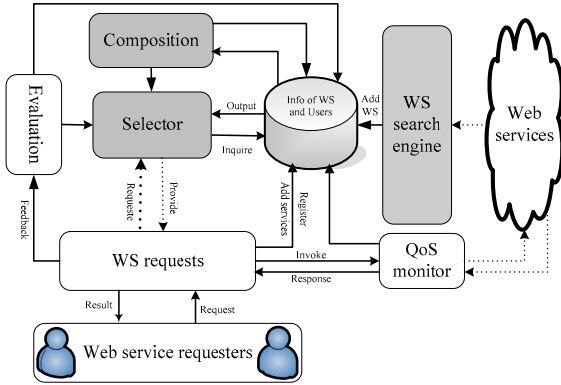 Composition
Evaluation
Selector
Output
Inquire
Info of WS
and Users
Add
WS
WS
search
engine
Web
services
Requeste
Provide
Register
Add services
Feedback
WS requests
Invoke
Response
QoS
monitor
Result
Request
Web service requesters